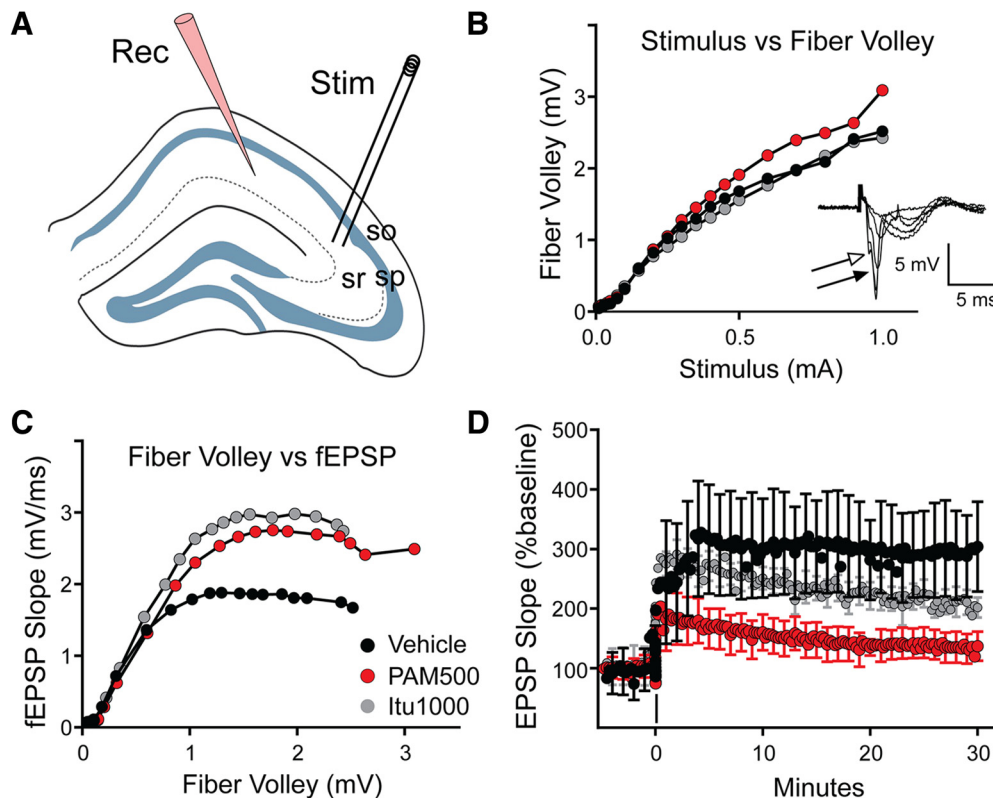 A
Rec
Stim
so
sr sp
B
Stimulus vs Fiber Volley
Fiber Volley (mV)
3
2
1
0
0.0 0.5 1.0
Stimulus (mA)
5 mV
5 ms
C
Fiber Volley vs fEPSP
fEPSP Slope (mV/ms)
4
3
2
1
0
0 1 2 3
Fiber Volley (mV)
Vehicle
PAM500
Itu1000
D
EPSP Slope (%baseline)
500
400
300
200
100
0 10 20 30
Minutes